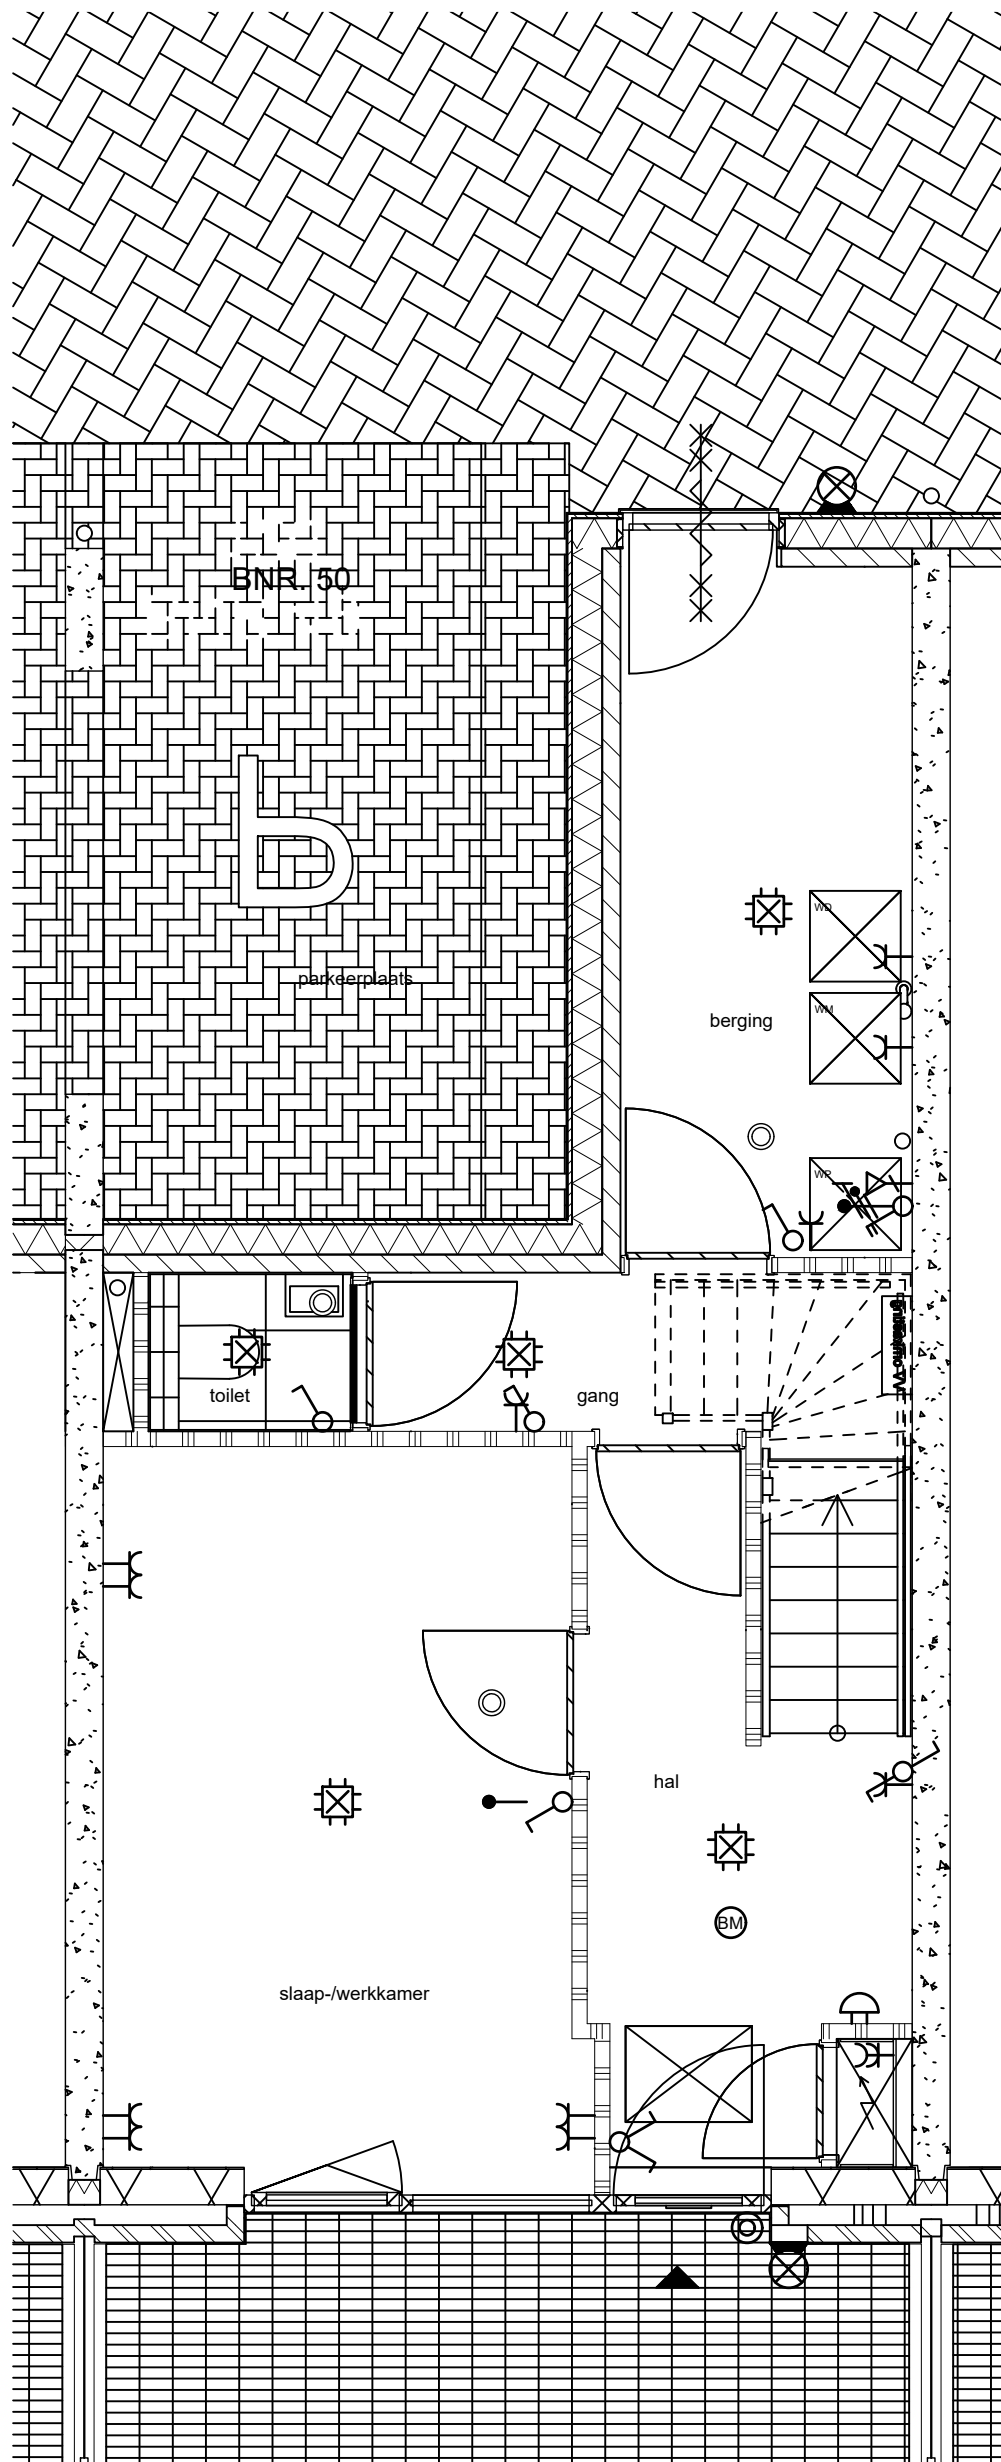 BNR. 50
P
parkeerplaats
WD
berging
WM
WP
toilet
gang
hal
BM
slaap-/werkkamer